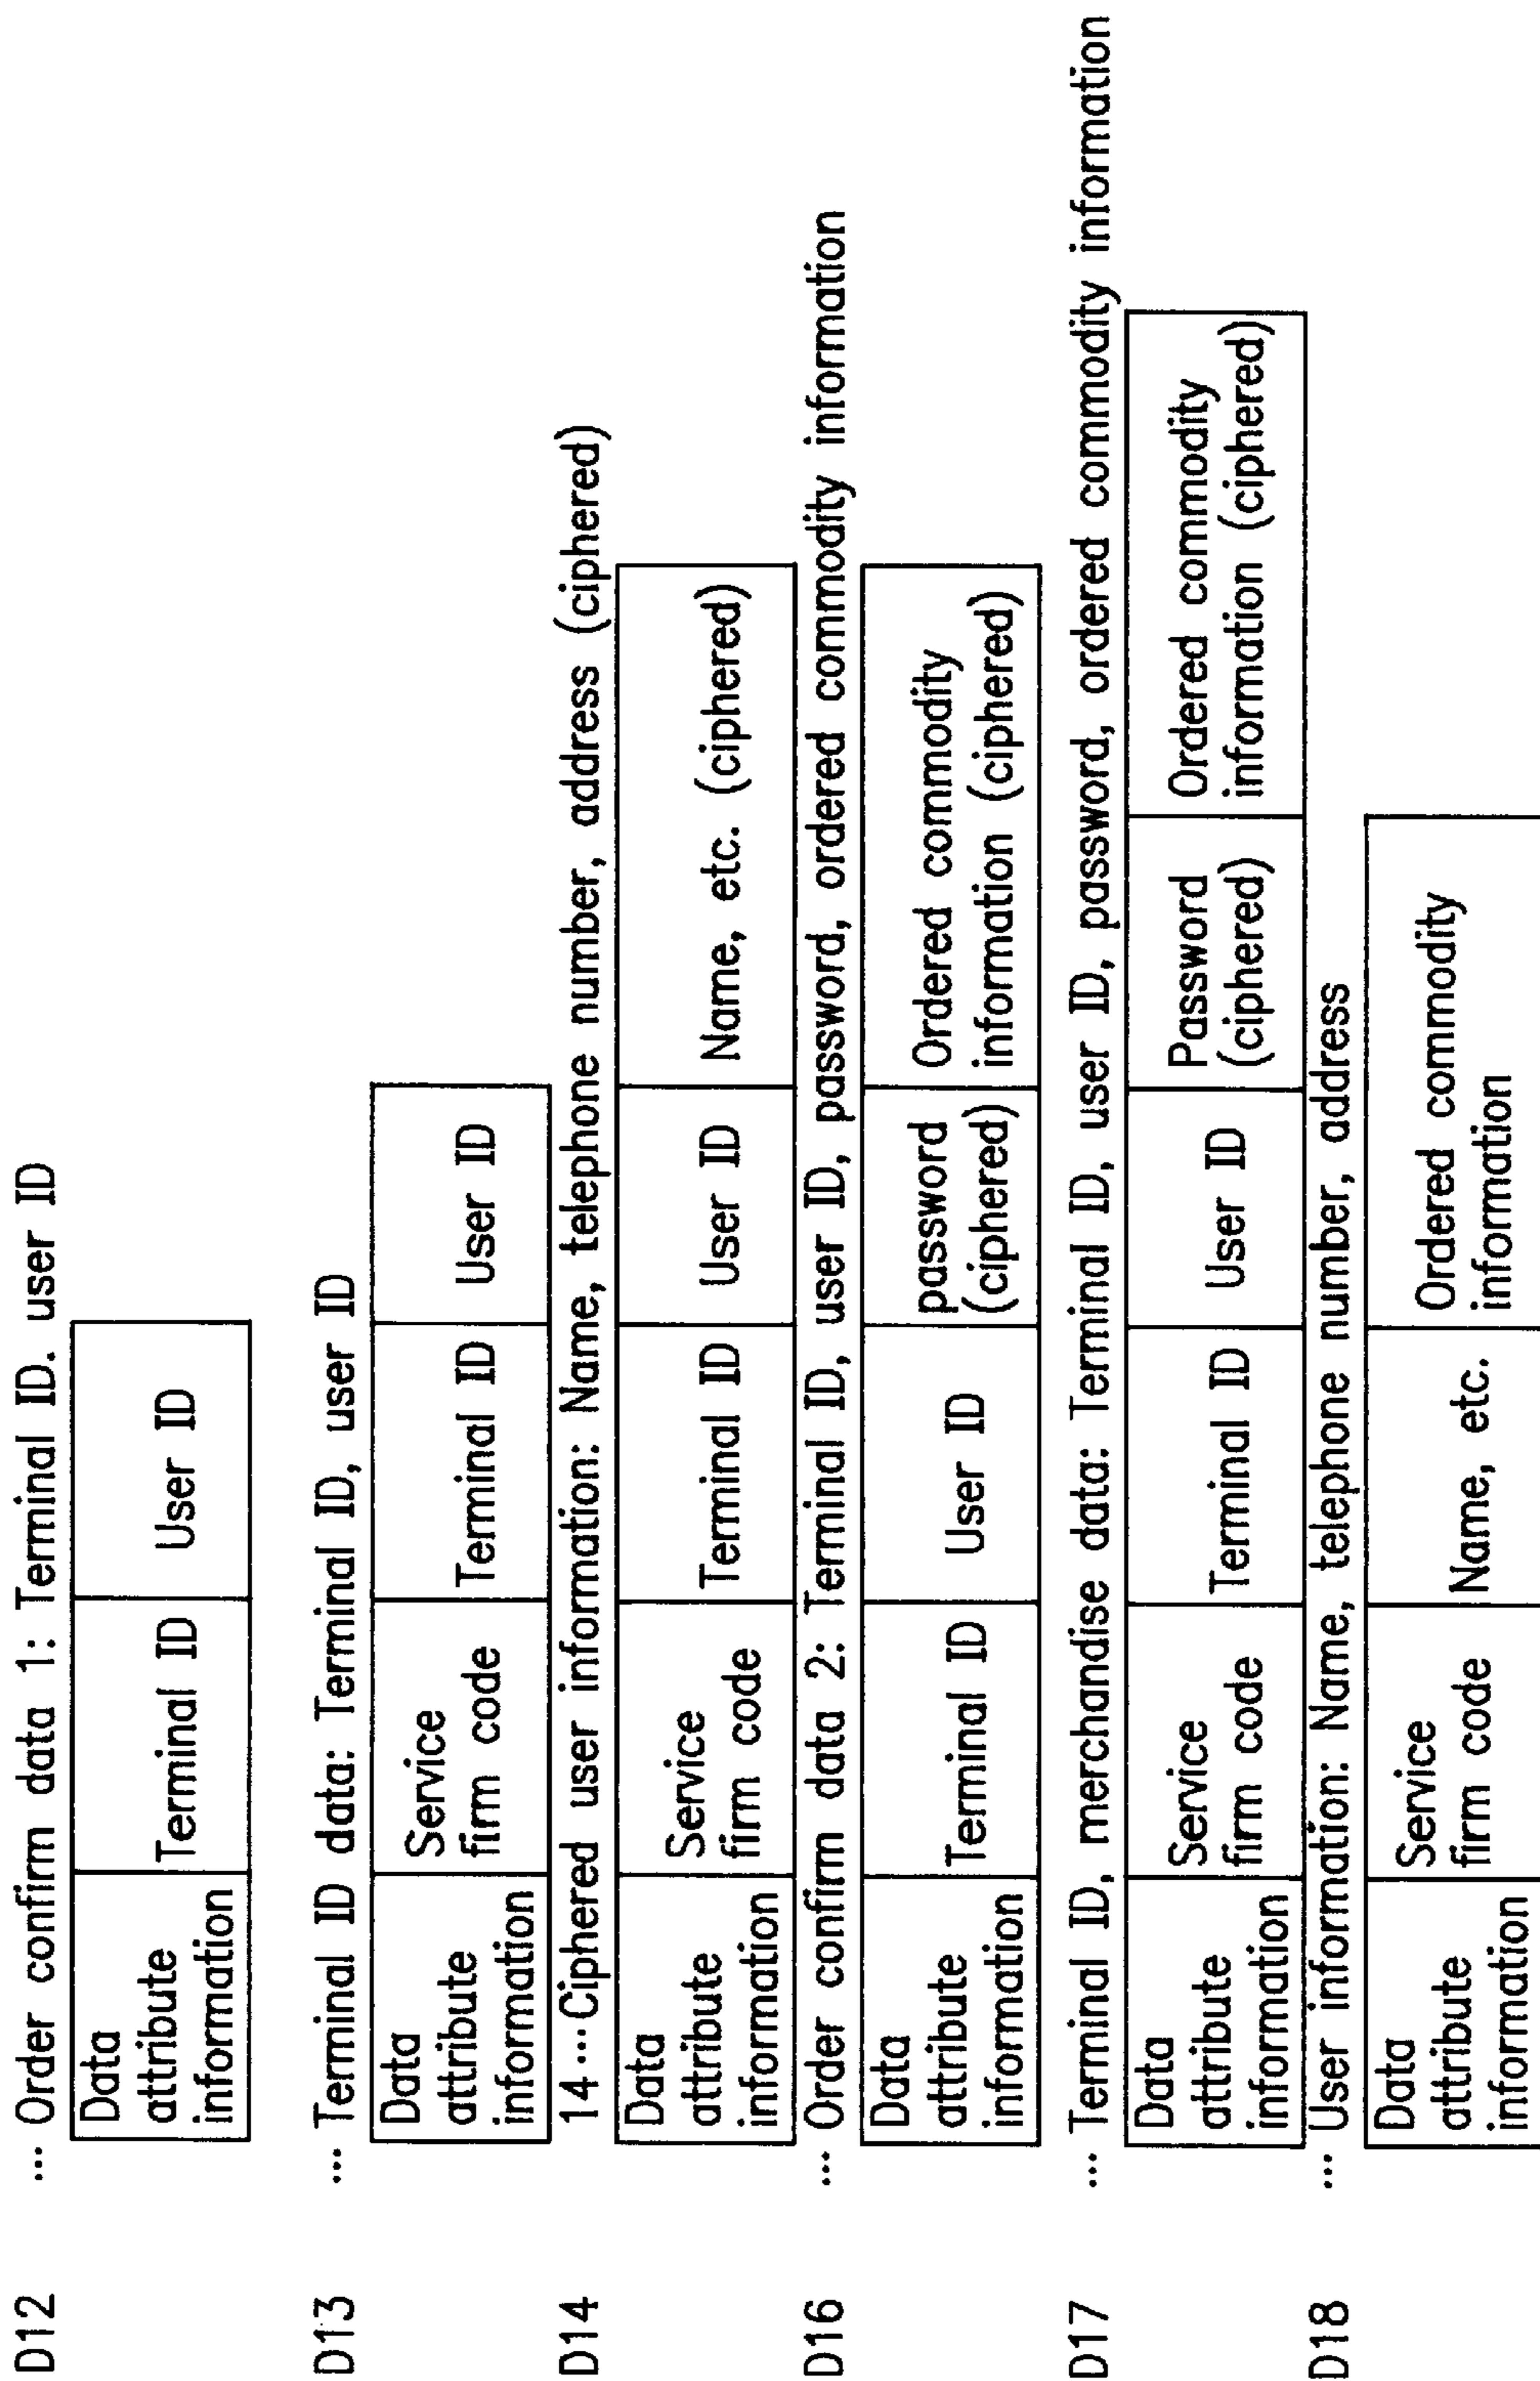 D12 ... Order confirm data 1: Terminal ID. user ID
Data
attribute
information
Terminal ID
User ID
D13 ... Terminal ID data: Terminal ID, user ID
Data
attribute
information
Service
firm code
Terminal ID
User ID
D14 14 ... Ciphered user information: Name, telephone number, address (ciphered)
Data
attribute
information
Service
firm code
Terminal ID
User ID
Name, etc. (ciphered)
D16 ... Order confirm data 2: Terminal ID, user ID, password, ordered commodity information
Data
attribute
information
Terminal ID
User ID
password
(ciphered)
Ordered commodity
information (ciphered)
D17 ... Terminal ID, merchandise data: Terminal ID, user ID, password, ordered commodity information
Data
attribute
information
Service
firm code
Terminal ID
User ID
Password
(ciphered)
Ordered commodity
information (ciphered)
D18 ... User information: Name, telephone number, address
Data
attribute
information
Service
firm code
Name, etc.
Ordered commodity
information